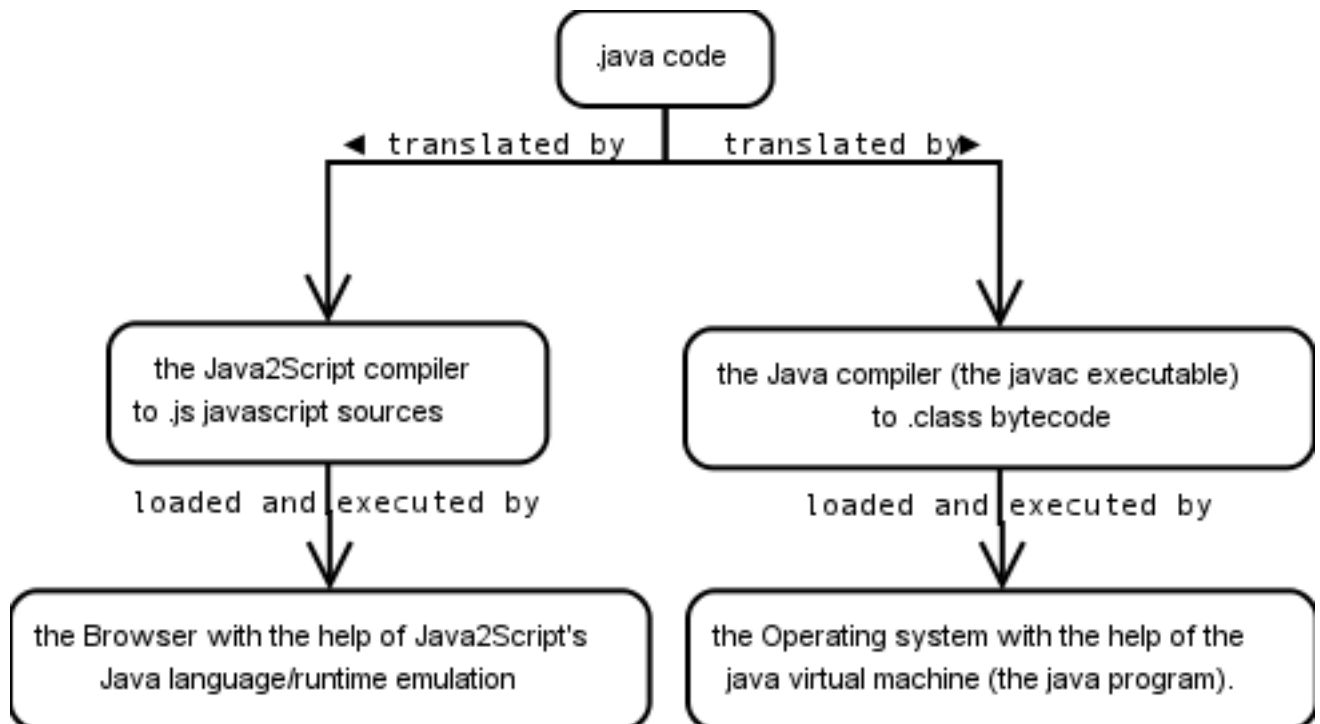 .java code
◀ translated by
translated by▶
the Java2Script compiler
to .js javascript sources
the Java compiler (the javac executable)
to .class bytecode
loaded and executed by
loaded and executed by
the Browser with the help of Java2Script's
Java language/runtime emulation
the Operating system with the help of the
java virtual machine (the java program).